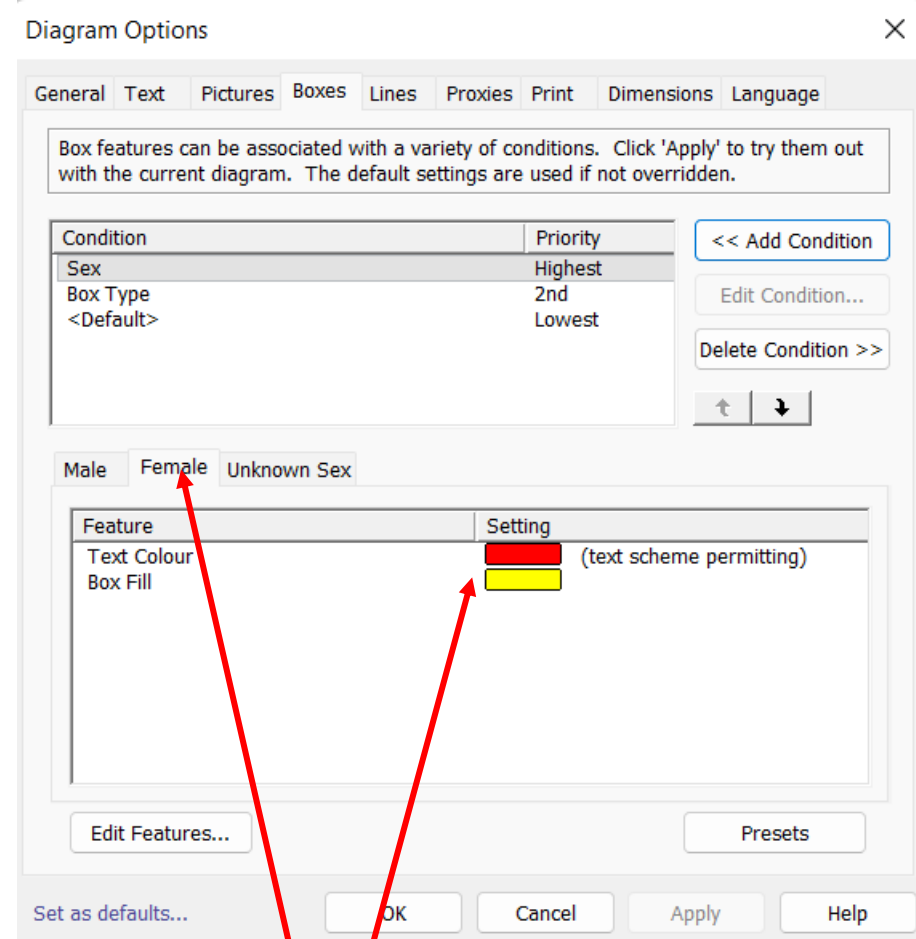 Diagram Options
General Text Pictures Boxes Lines Proxies Print Dimensions Language
Box features can be associated with a variety of conditions. Click 'Apply' to try them out
with the current diagram. The default settings are used if not overridden.
Condition Priority
Sex Highest
Box Type 2nd
<Default> Lowest
<< Add Condition
Edit Condition...
Delete Condition >>
Male Female Unknown Sex
Feature Setting
Text Colour (text scheme permitting)
Box Fill
Edit Features... Presets
Set as defaults... OK Cancel Apply Help